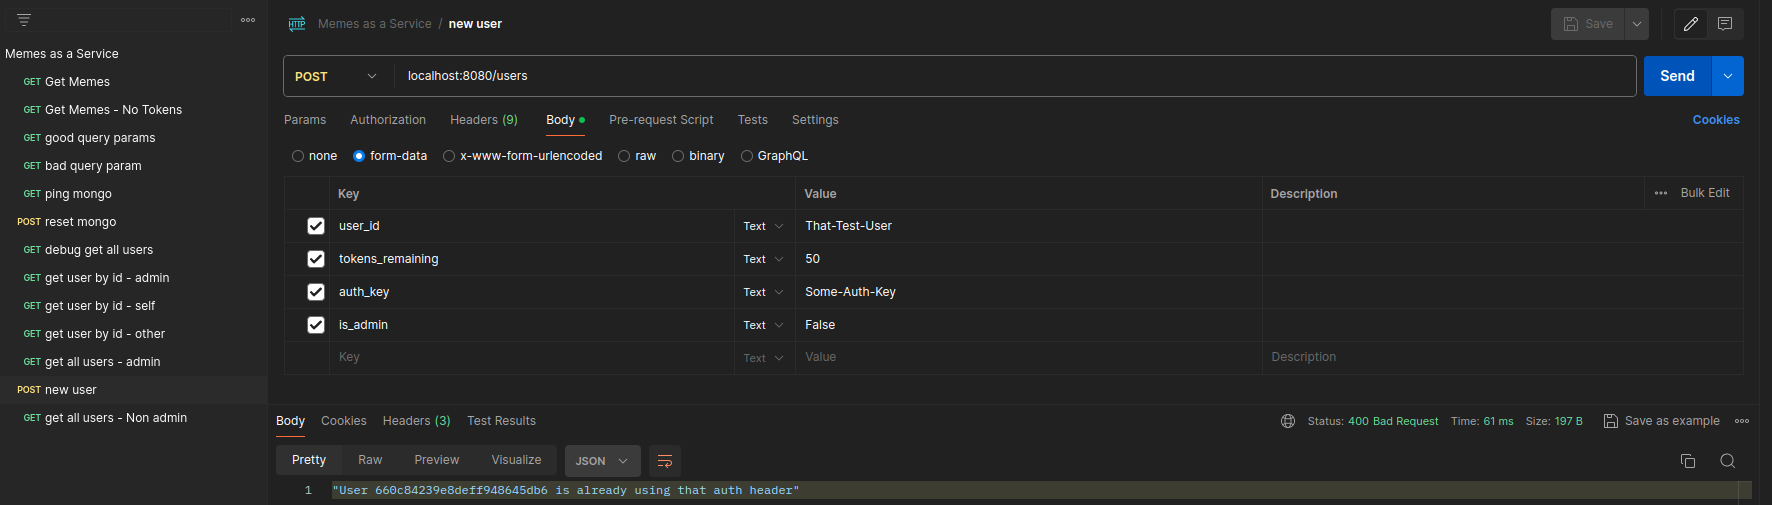 Memes as a Service / new user
Save
Memes as a Service
GET Get Memes
GET Get Memes - No Tokens
GET good query params
GET bad query param
GET ping mongo
POST reset mongo
GET debug get all users
GET get user by id - admin
GET get user by id - self
GET get user by id - other
GET get all users - admin
POST new user
GET get all users - Non admin
HTTP
POST localhost:8080/users Send
Params Authorization Headers (9) Body Pre-request Script Tests Settings Cookies
none form-data x-www-form-urlencoded raw binary GraphQL
Key Value Description Bulk Edit
user_id Text That-Test-User
tokens_remaining Text 50
auth_key Text Some-Auth-Key
is_admin Text False
Key Text Value Description
Body Cookies Headers (3) Test Results Status: 400 Bad Request Time: 61 ms Size: 197 B Save as example
Pretty Raw Preview Visualize JSON
1 "User 660c84239e8deff948645db6 is already using that auth header"